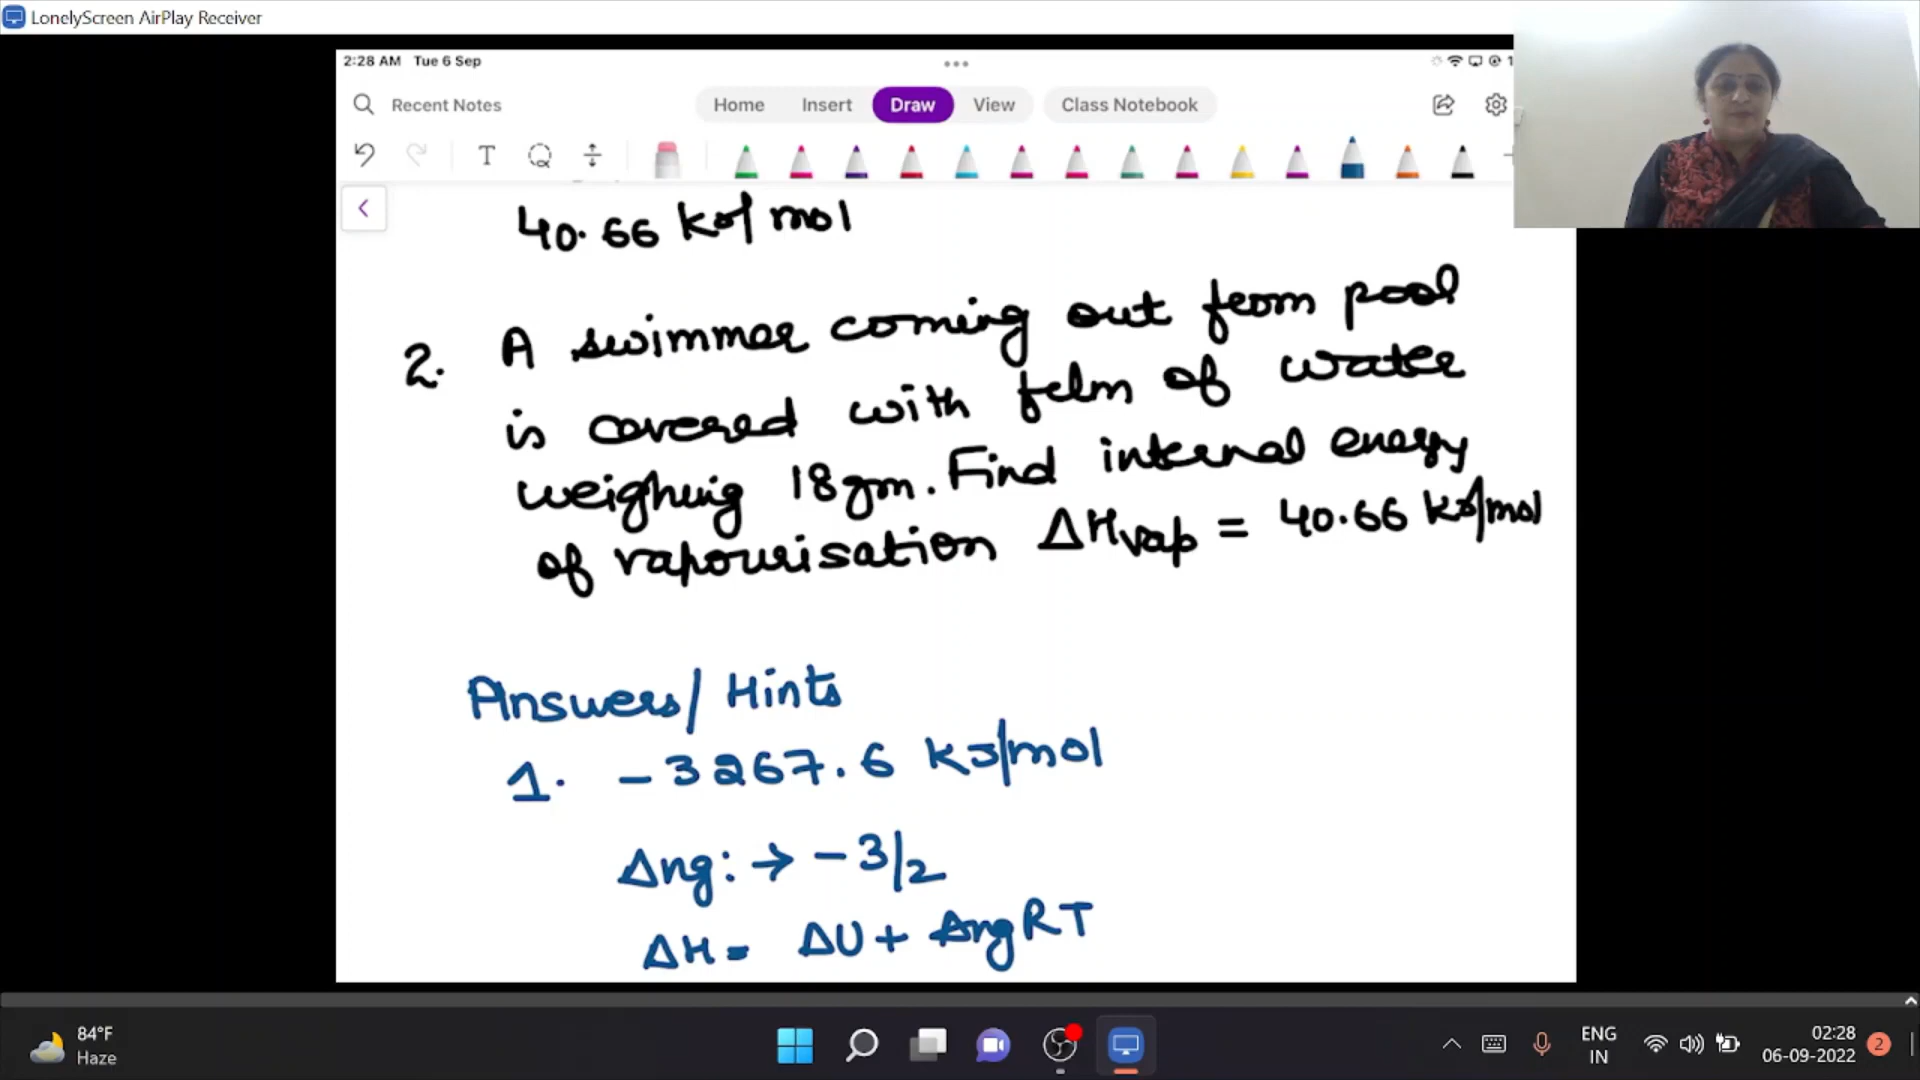 LonelyScreen AirPlay Receiver
2:28 AM Tue 6 Sep
Recent Notes
Home Insert Draw View Class Notebook
T
40.66 kJ/mol
2. A swimmer coming out from pool
is covered with film of water
weighing 18gm. Find internal energy
of vapourisation ΔHvap = 40.66 kJ/mol
Answers/Hints
1. -3267.6 kJ/mol
Δng: → -3/2
ΔH = ΔU + ΔngRT
84°F
Haze
ENG
IN
02:28
06-09-2022
2